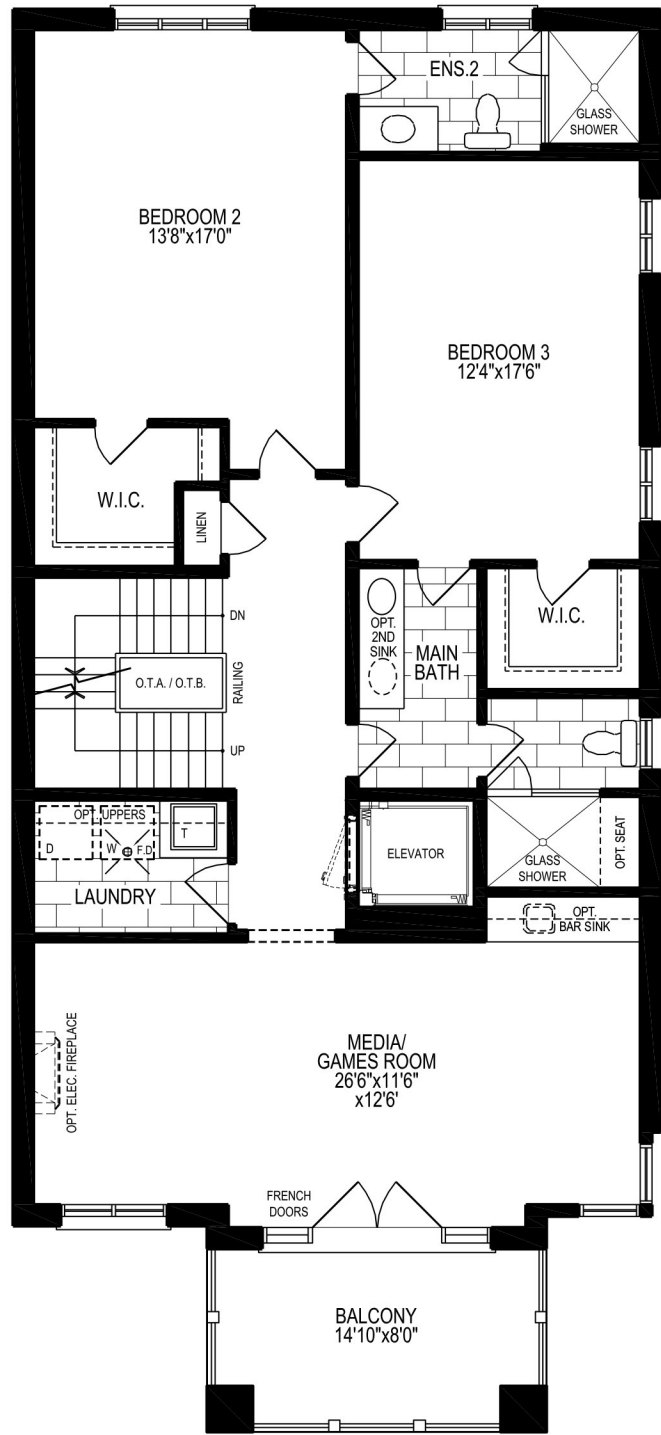 ENS.2
GLASS
SHOWER
BEDROOM 2
13'8"x17'0"
BEDROOM 3
12'4"x17'6"
W.I.C.
LINEN
W.I.C.
DN
OPT.
2ND
SINK
MAIN
BATH
O.T.A. / O.T.B.
RAILING
UP
OPT. UPPERS
D
W
F.D
T
LAUNDRY
ELEVATOR
GLASS
SHOWER
OPT. SEAT
OPT.
BAR SINK
OPT. ELEC. FIREPLACE
MEDIA/
GAMES ROOM
26'6"x11'6"
x12'6'
FRENCH
DOORS
BALCONY
14'10"x8'0"